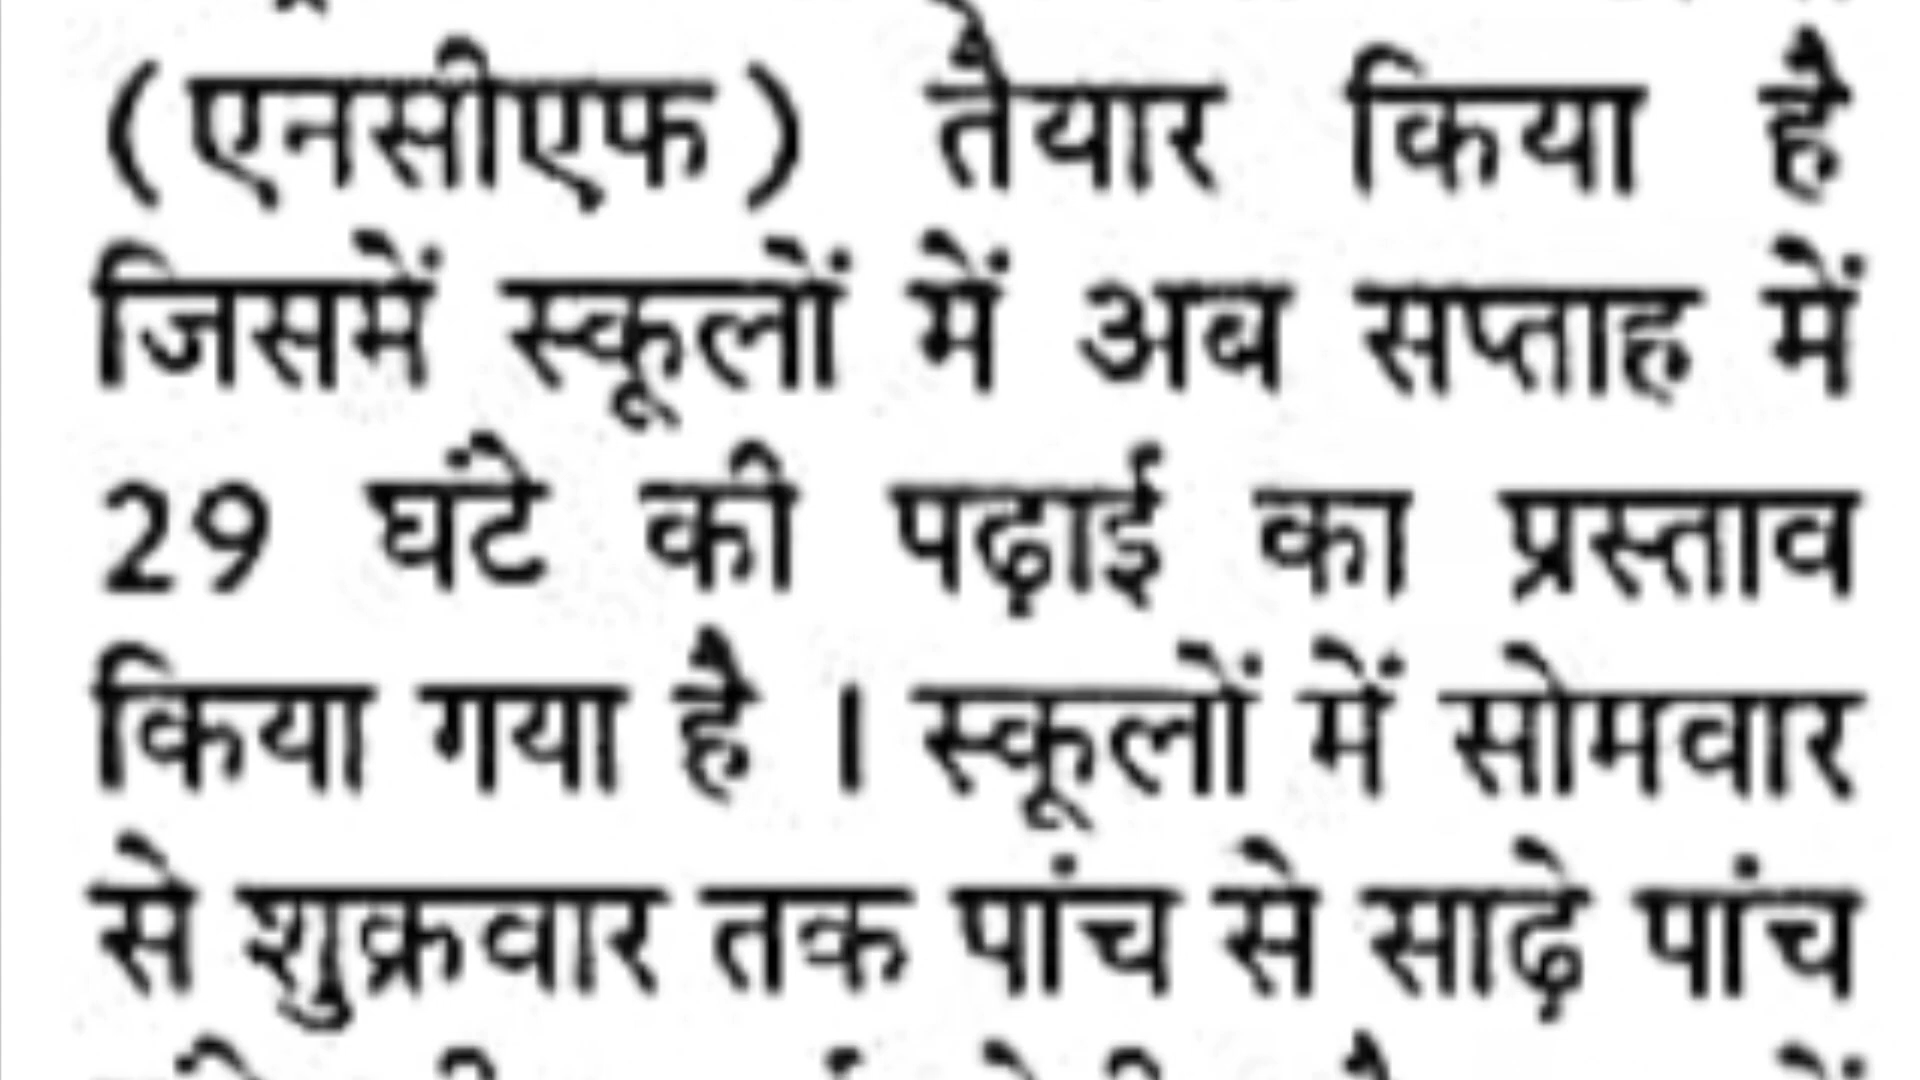 (एनसीएफ) तैयार किया है
जिसमें स्कूलों में अब सप्ताह में
29 घंटे की पढ़ाई का प्रस्ताव
किया गया है । स्कूलों में सोमवार
से शुक्रवार तक पांच से साढ़े पांच